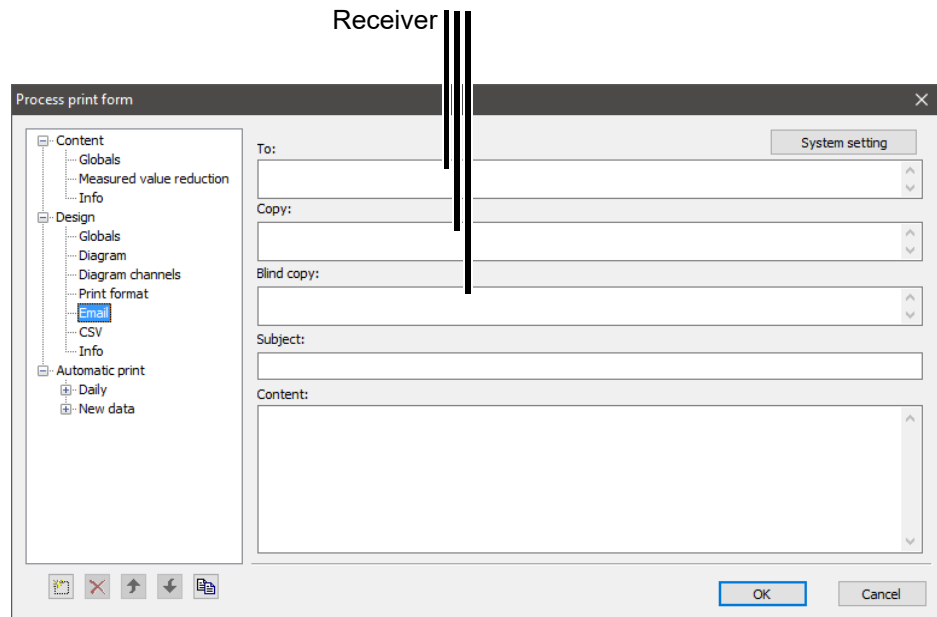 Receiver
Process print form
Content
Globals
Measured value reduction
Info
Design
Globals
Diagram
Diagram channels
Print format
Email
CSV
Info
Automatic print
Daily
New data
System setting
To:
Copy:
Blind copy:
Subject:
Content:
OK
Cancel